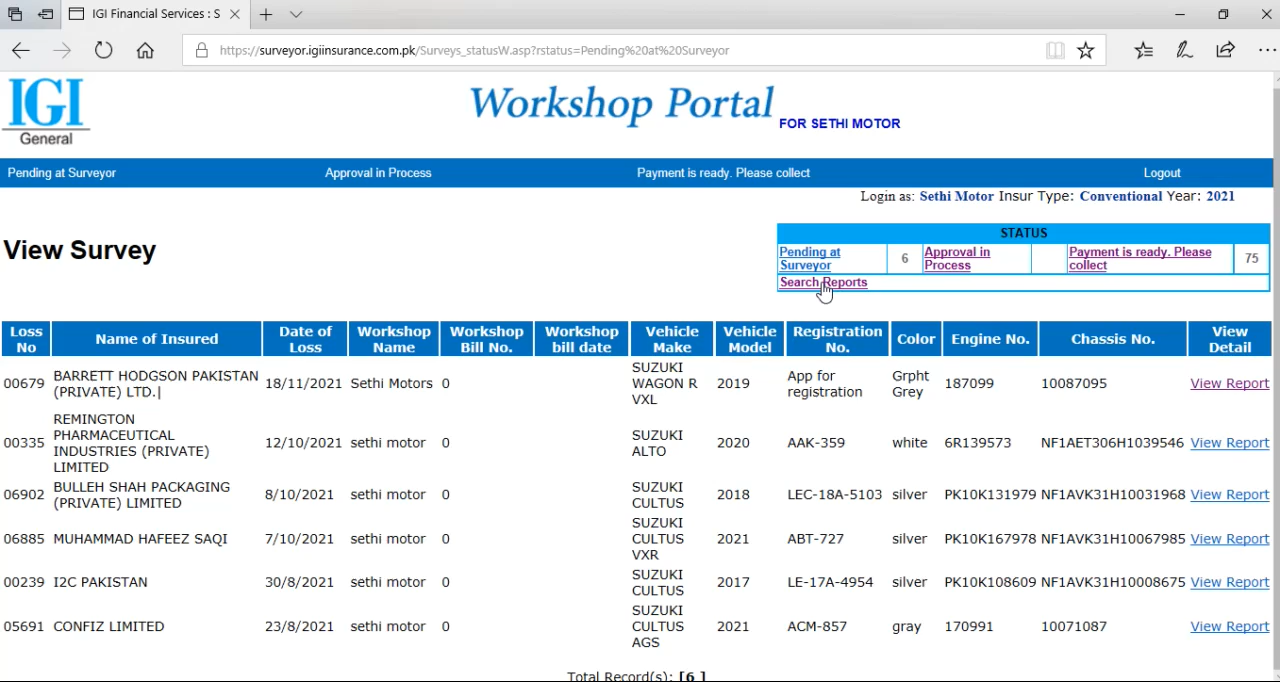 IGI Financial Services : S
https://surveyor.igiinsurance.com.pk/Surveys_statusW.asp?rstatus=Pending%20at%20Surveyor
IGI
General
Workshop Portal FOR SETHI MOTOR
Pending at Surveyor Approval in Process Payment is ready. Please collect Logout
Login as: Sethi Motor Insur Type: Conventional Year: 2021
View Survey
STATUS
Pending at Surveyor 6 Approval in Process Payment is ready. Please collect 75
Search Reports
Loss No Name of Insured Date of Loss Workshop Name Workshop Bill No. Workshop bill date Vehicle Make Vehicle Model Registration No. Color Engine No. Chassis No. View Detail
00679 BARRETT HODGSON PAKISTAN (PRIVATE) LTD.| 18/11/2021 Sethi Motors 0 SUZUKI WAGON R VXL 2019 App for registration Grpht Grey 187099 10087095 View Report
00335 REMINGTON PHARMACEUTICAL INDUSTRIES (PRIVATE) LIMITED 12/10/2021 sethi motor 0 SUZUKI ALTO 2020 AAK-359 white 6R139573 NF1AET306H1039546 View Report
06902 BULLEH SHAH PACKAGING (PRIVATE) LIMITED 8/10/2021 sethi motor 0 SUZUKI CULTUS 2018 LEC-18A-5103 silver PK10K131979 NF1AVK31H10031968 View Report
06885 MUHAMMAD HAFEEZ SAQI 7/10/2021 sethi motor 0 SUZUKI CULTUS VXR 2021 ABT-727 silver PK10K167978 NF1AVK31H10067985 View Report
00239 I2C PAKISTAN 30/8/2021 sethi motor 0 SUZUKI CULTUS 2017 LE-17A-4954 silver PK10K108609 NF1AVK31H10008675 View Report
05691 CONFIZ LIMITED 23/8/2021 sethi motor 0 SUZUKI CULTUS AGS 2021 ACM-857 gray 170991 10071087 View Report
Total Record(s): [6 ]